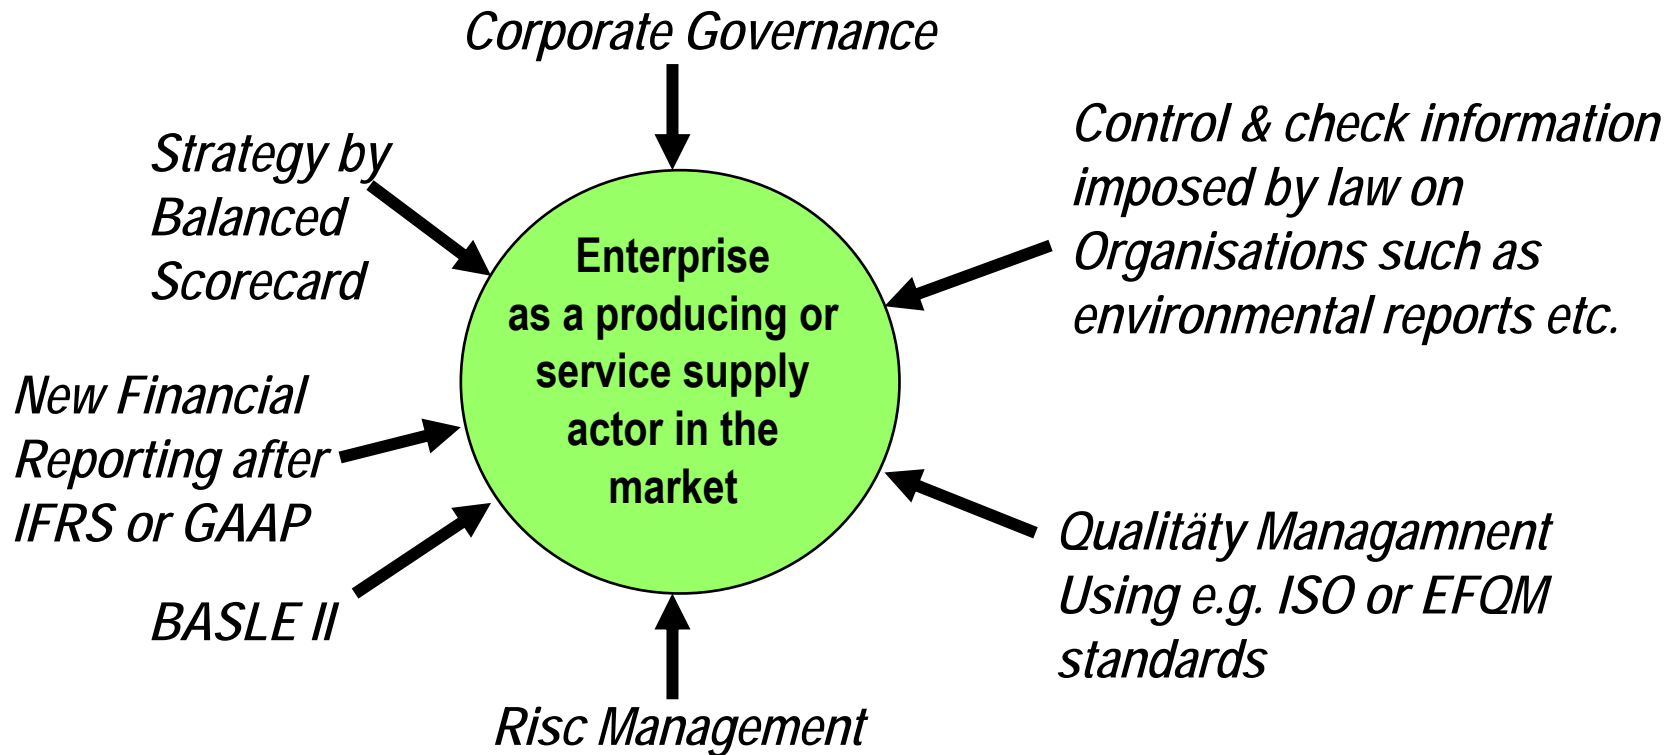 Corporate Governance
Strategy by
Balanced
Scorecard
Control & check information
imposed by law on
Organisations such as
environmental reports etc.
Enterprise
as a producing or
service supply
actor in the
market
New Financial
Reporting after
IFRS or GAAP
BASLE II
Qualitäty Managamnent
Using e.g. ISO or EFQM
standards
Risc Management